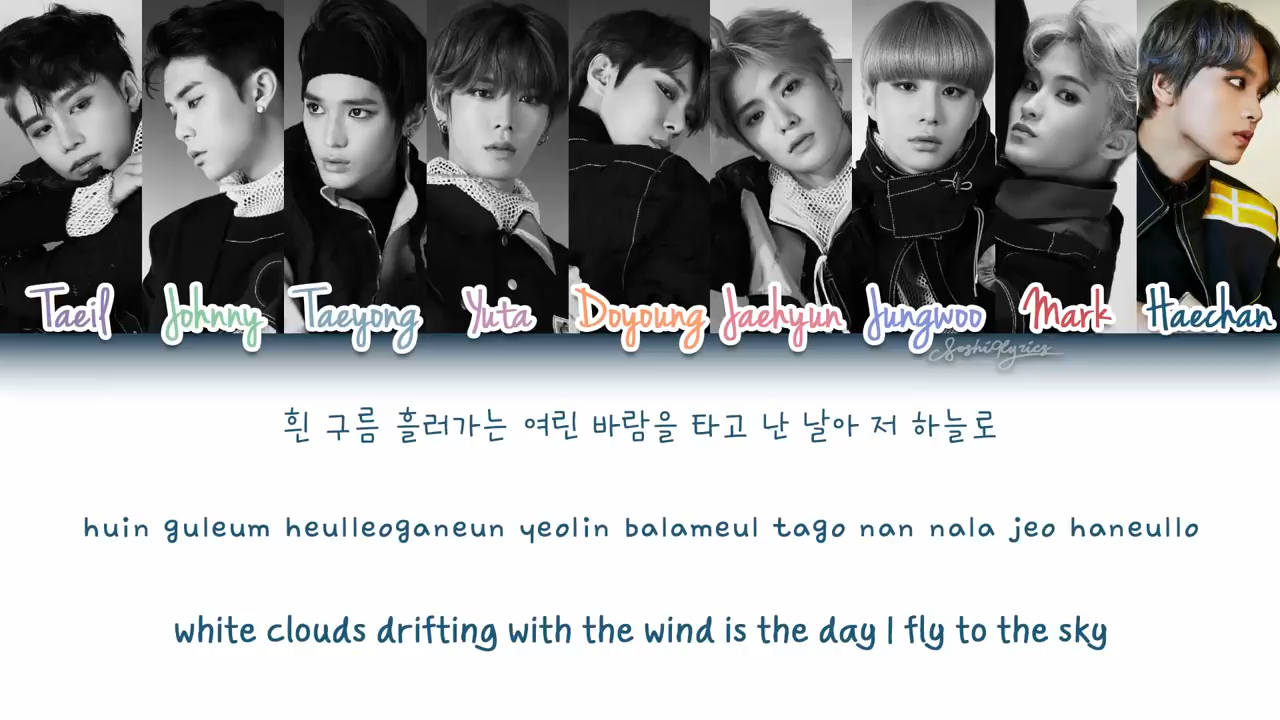 Taeil Johnny Taeyong Yuta Doyoung Jaehyun Jungwoo Mark Haechan
Soshi9lyrics
흰 구름 흘러가는 여린 바람을 타고 난 날아 저 하늘로
huin guleum heulleoganeun yeolin balameul tago nan nala jeo haneullo
white clouds drifting with the wind is the day I fly to the sky